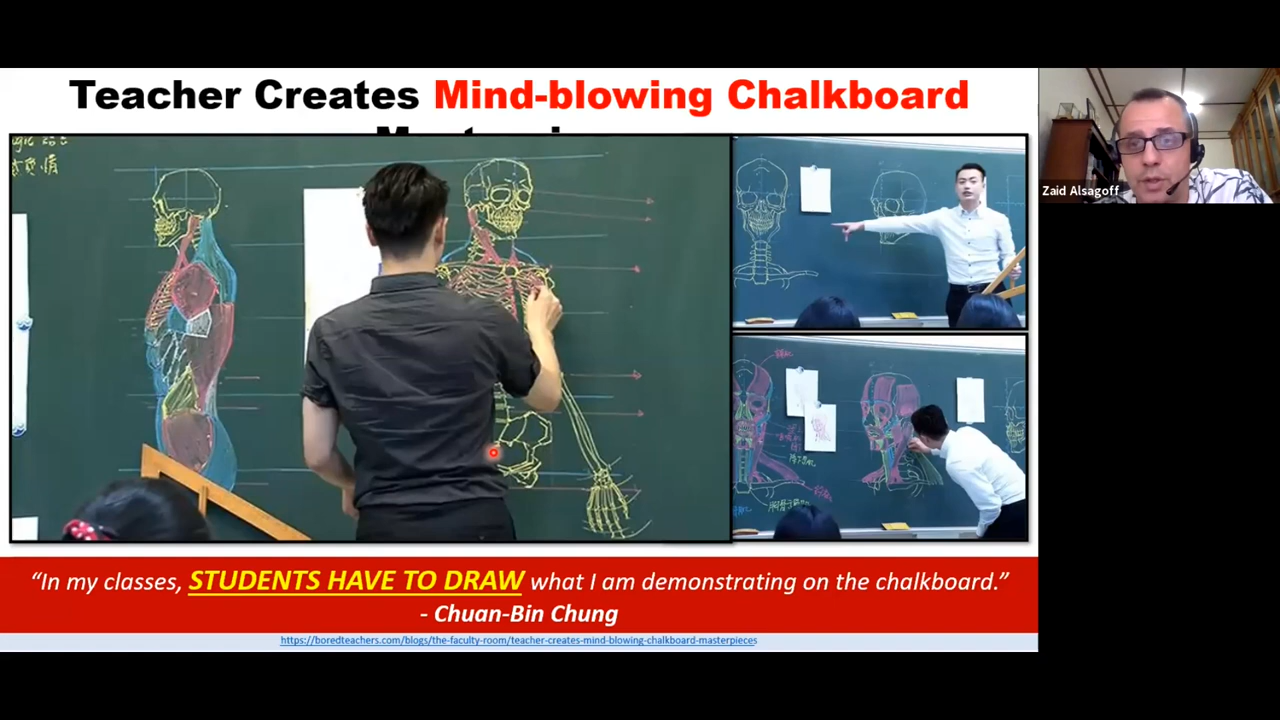 Teacher Creates Mind-blowing Chalkboard
Zaid Alsagoff
“In my classes, STUDENTS HAVE TO DRAW what I am demonstrating on the chalkboard.”
- Chuan-Bin Chung
https://boredteachers.com/blogs/the-faculty-room/teacher-creates-mind-blowing-chalkboard-masterpieces